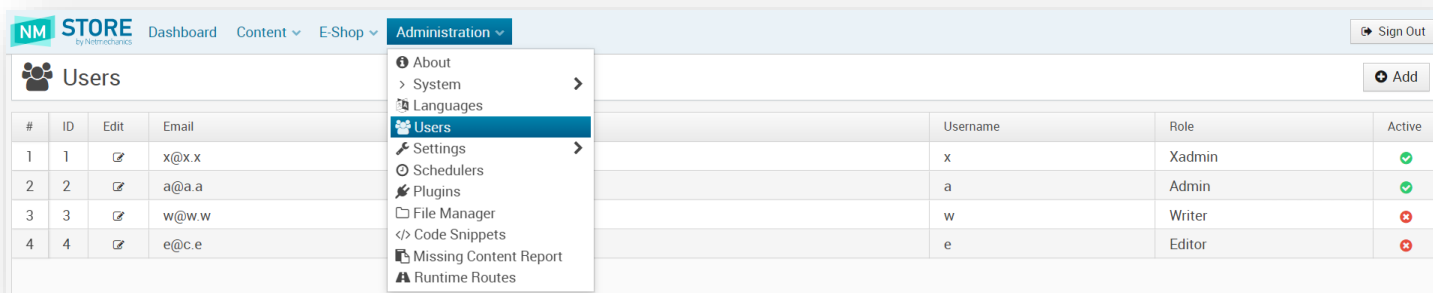 NM STORE by Netmechanics Dashboard Content E-Shop Administration Sign Out
Users Add
About
> System
Languages
Users
Settings
Schedulers
Plugins
File Manager
</> Code Snippets
Missing Content Report
Runtime Routes
# ID Edit Email Username Role Active
1 1 x@x.x x Xadmin
2 2 a@a.a a Admin
3 3 w@w.w w Writer
4 4 e@c.e e Editor